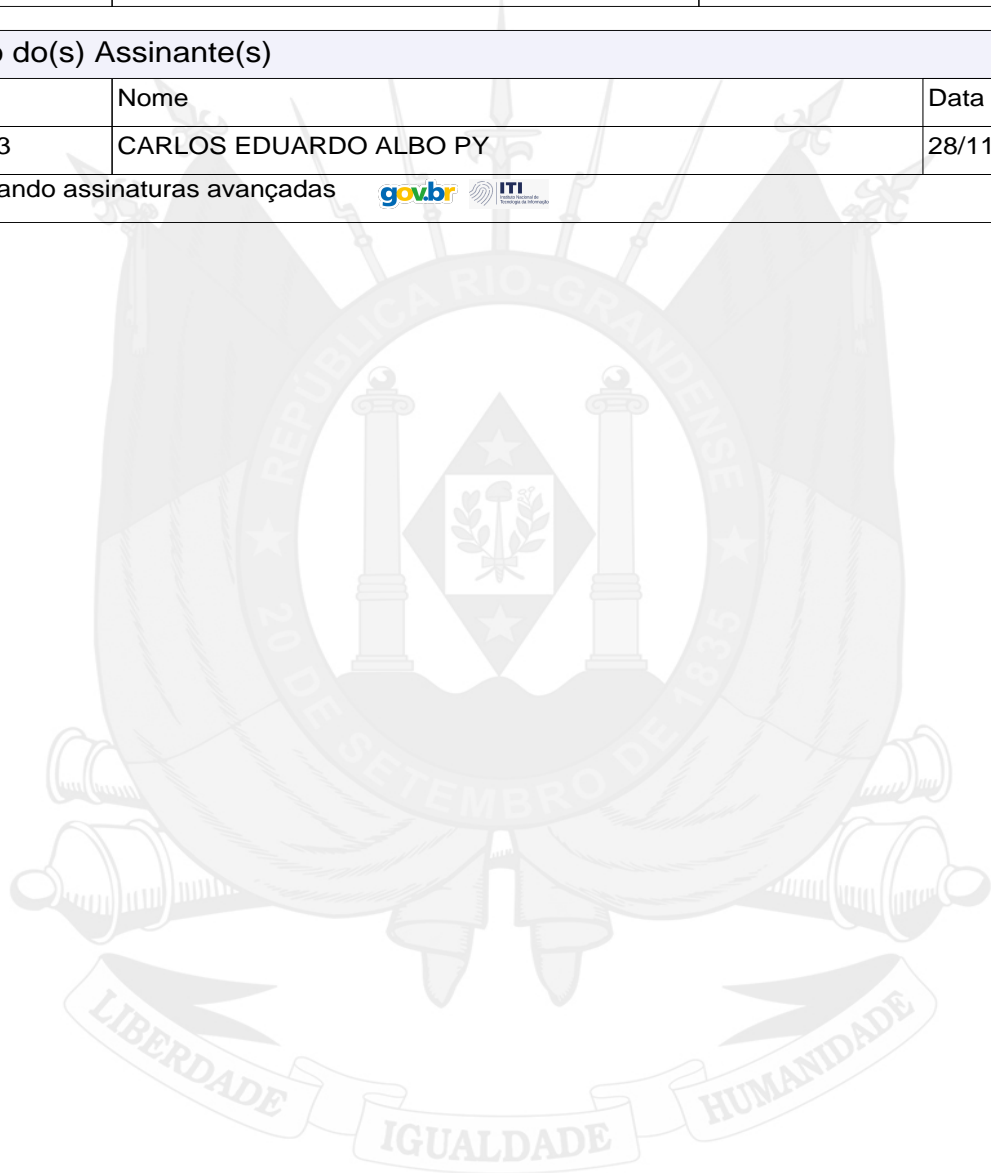 o do(s) Assinante(s)
Nome
Data
3
CARLOS EDUARDO ALBO PY
28/11
ando assinaturas avançadas
gov.br
ITI
REPÚBLICA RIO-GRANDENSE
20 DE SETEMBRO DE 1835
LIBERDADE
IGUALDADE
HUMANIDADE